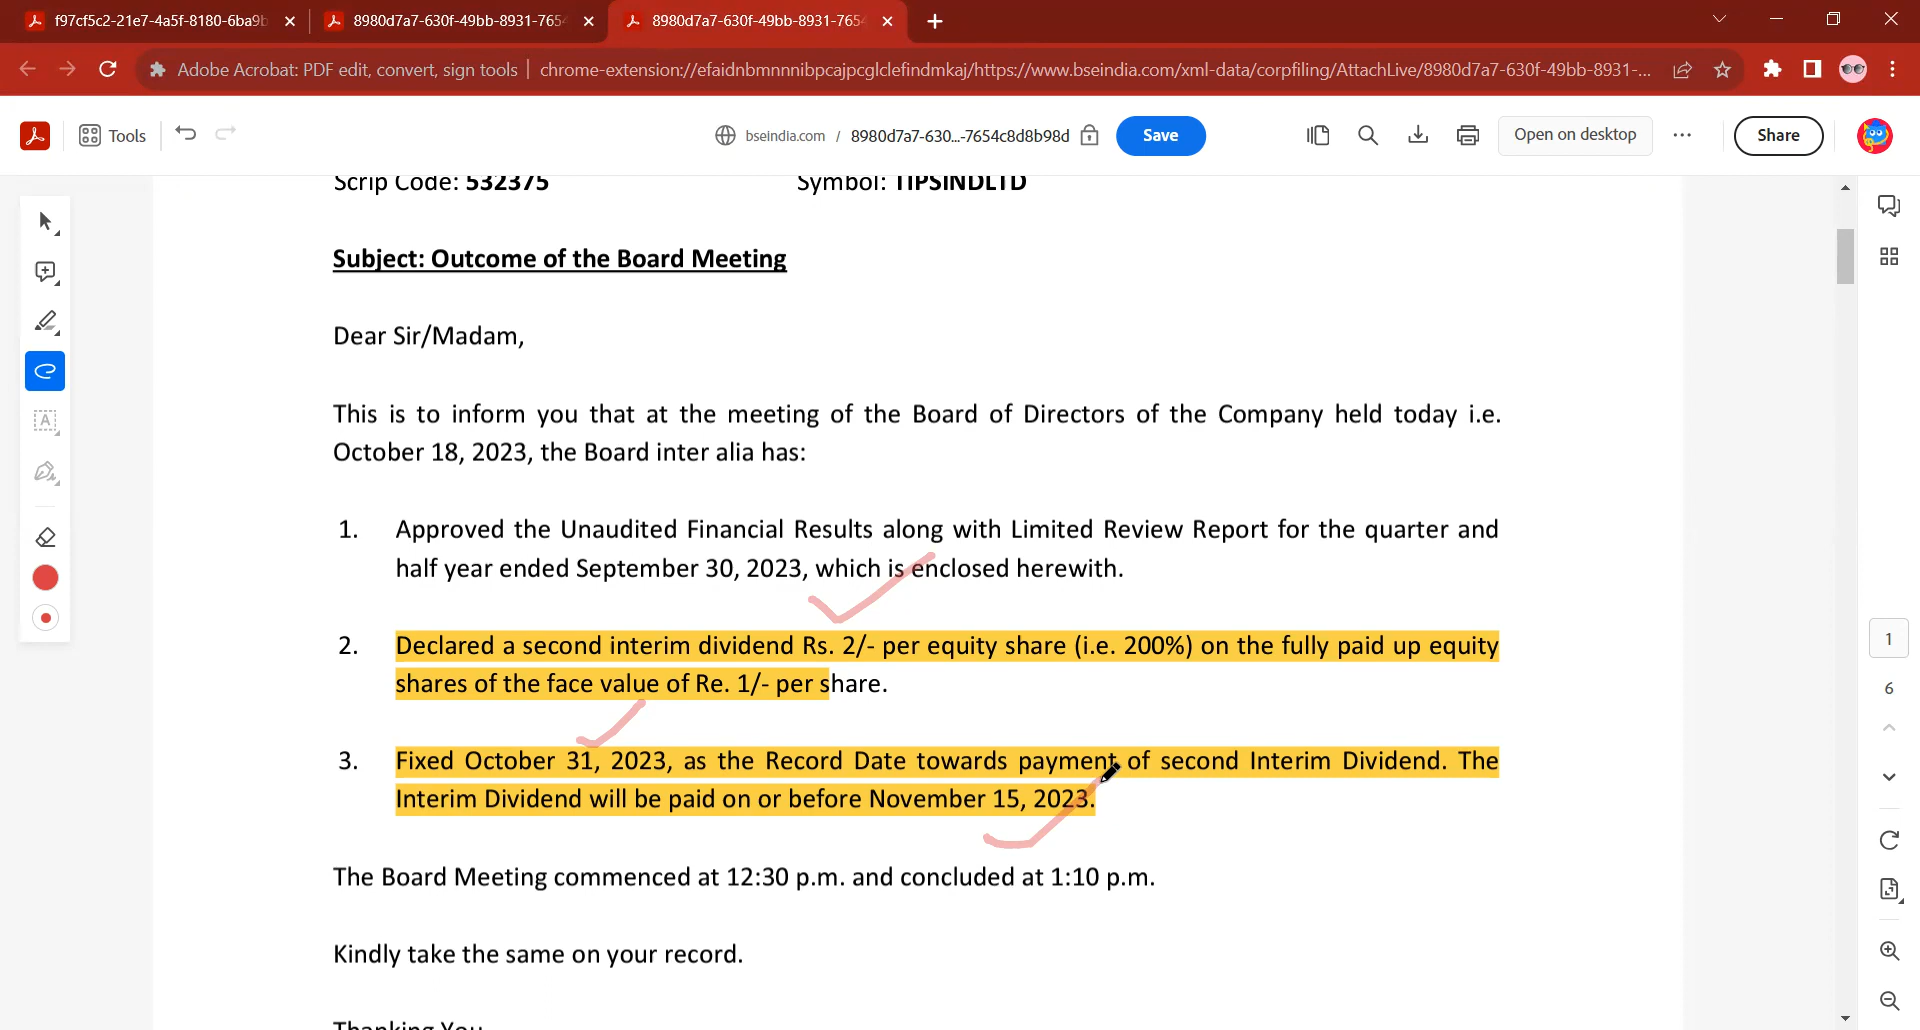 f97cf5c2-21e7-4a5f-8180-6ba9b
8980d7a7-630f-49bb-8931-765
8980d7a7-630f-49bb-8931-765
Adobe Acrobat: PDF edit, convert, sign tools | chrome-extension://efaidnbmnnnibpcajpcglclefindmkaj/https://www.bseindia.com/xml-data/corpfiling/AttachLive/8980d7a7-630f-49bb-8931-...
Tools
bseindia.com / 8980d7a7-630...-7654c8d8b98d
Save
Open on desktop
Share
Scrip Code: 532375 Symbol: TIPSINDLTD
Subject: Outcome of the Board Meeting
Dear Sir/Madam,
This is to inform you that at the meeting of the Board of Directors of the Company held today i.e.
October 18, 2023, the Board inter alia has:
1. Approved the Unaudited Financial Results along with Limited Review Report for the quarter and
half year ended September 30, 2023, which is enclosed herewith.
2. Declared a second interim dividend Rs. 2/- per equity share (i.e. 200%) on the fully paid up equity
shares of the face value of Re. 1/- per share.
3. Fixed October 31, 2023, as the Record Date towards payment of second Interim Dividend. The
Interim Dividend will be paid on or before November 15, 2023.
The Board Meeting commenced at 12:30 p.m. and concluded at 1:10 p.m.
Kindly take the same on your record.
Thanking You
1
6